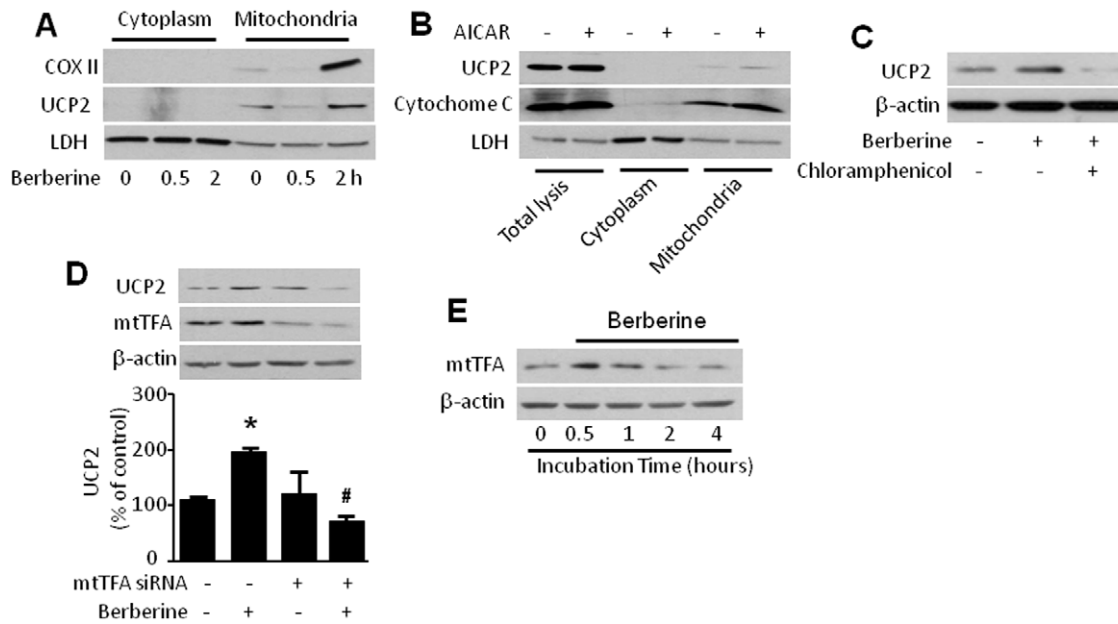 A
Cytoplasm Mitochondria
COX II
UCP2
LDH
Berberine 0 0.5 2 0 0.5 2 h
B
AICAR - + - + - +
UCP2
Cytochome C
LDH
Total lysis
Cytoplasm
Mitochondria
C
UCP2
β-actin
Berberine - + +
Chloramphenicol - - +
D
UCP2
mtTFA
β-actin
300
200
100
0
UCP2
(% of control)
*
#
mtTFA siRNA - - + +
Berberine - + - +
E
Berberine
mtTFA
β-actin
0 0.5 1 2 4
Incubation Time (hours)